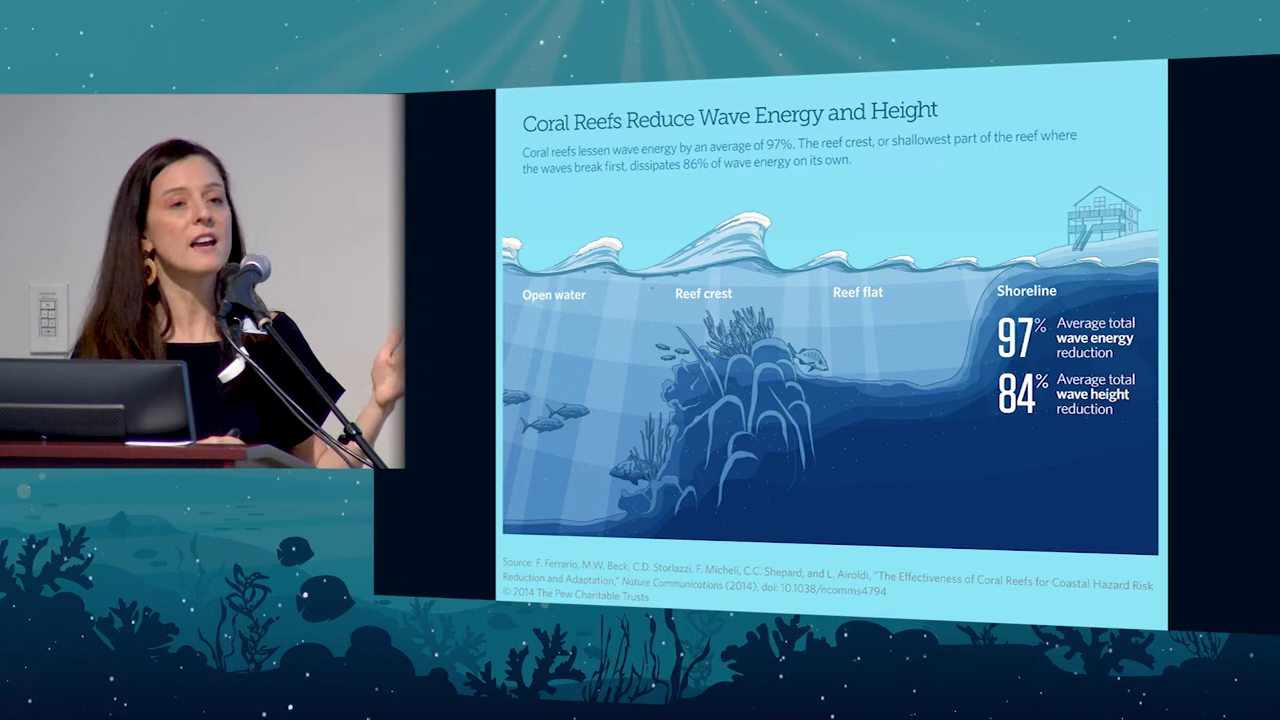 Coral Reefs Reduce Wave Energy and Height
Coral reefs lessen wave energy by an average of 97%. The reef crest, or shallowest part of the reef where
the waves break first, dissipates 86% of wave energy on its own.
Open water
Reef crest
Reef flat
Shoreline
97% Average total
wave energy
reduction
84% Average total
wave height
reduction
Source: F. Ferrario, M.W. Beck, C.D. Storlazzi, F. Micheli, C.C. Shepard, and L. Airoldi, "The Effectiveness of Coral Reefs for Coastal Hazard Risk
Reduction and Adaptation," Nature Communications (2014), doi: 10.1038/ncomms4794
© 2014 The Pew Charitable Trusts